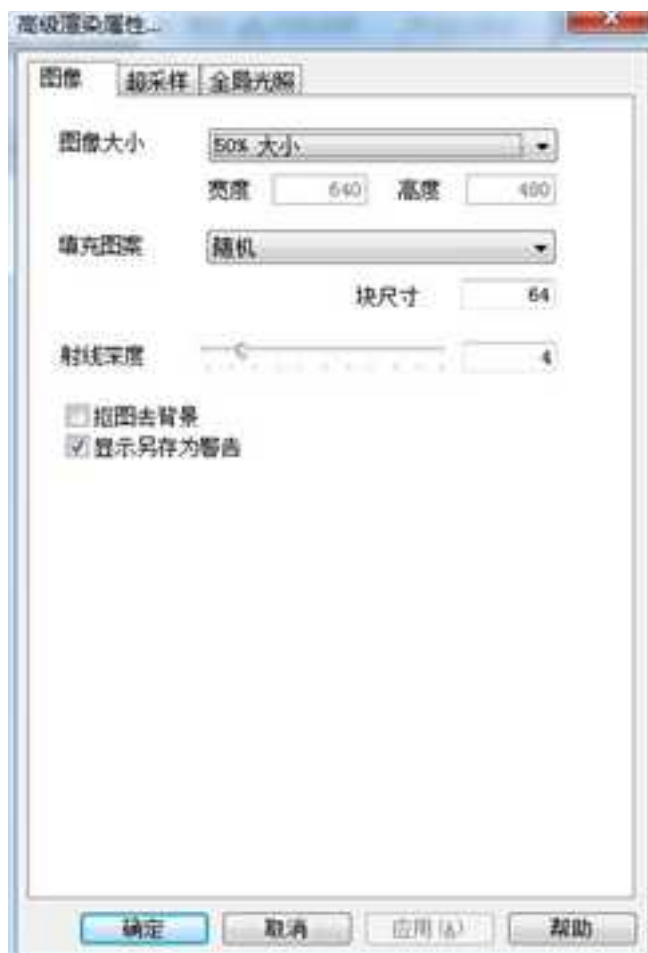 高级渲染属性...
图像 超采样 全局光照
图像大小 50% 大小
宽度 640 高度 480
填充图案 随机
块尺寸 64
射线深度 4
抠图去背景
显示另存为警告
确定 取消 应用(A) 帮助